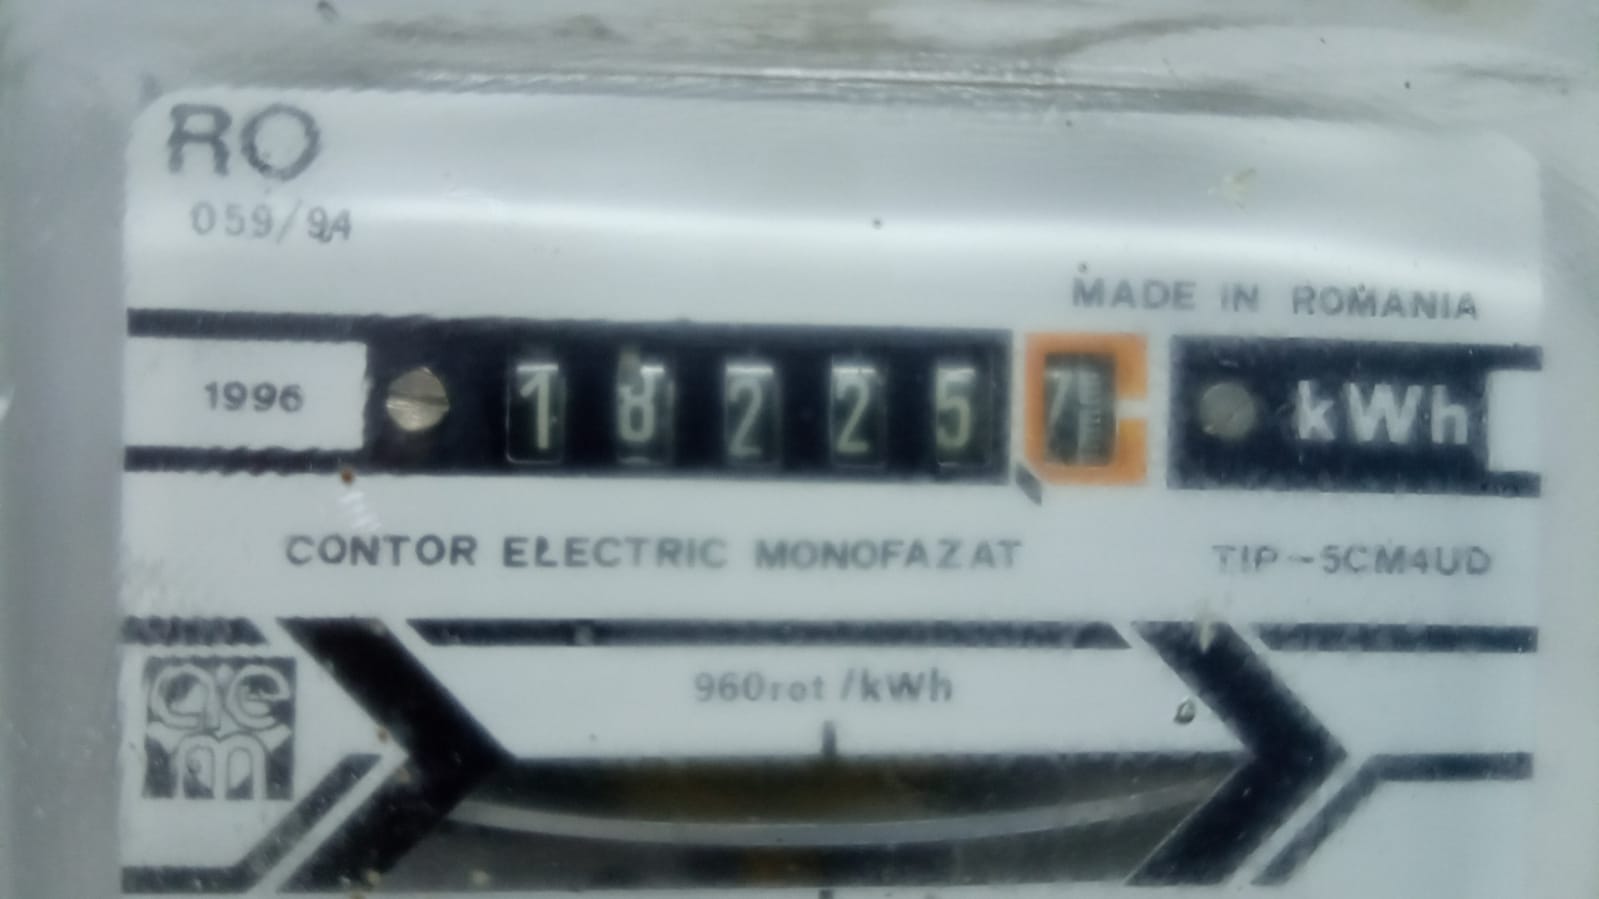 RO
059/94
MADE IN ROMANIA
1996 1 8 2 2 5 7 kWh
CONTOR ELECTRIC MONOFAZAT TIP-5CM4UD
aem
960rot/kWh